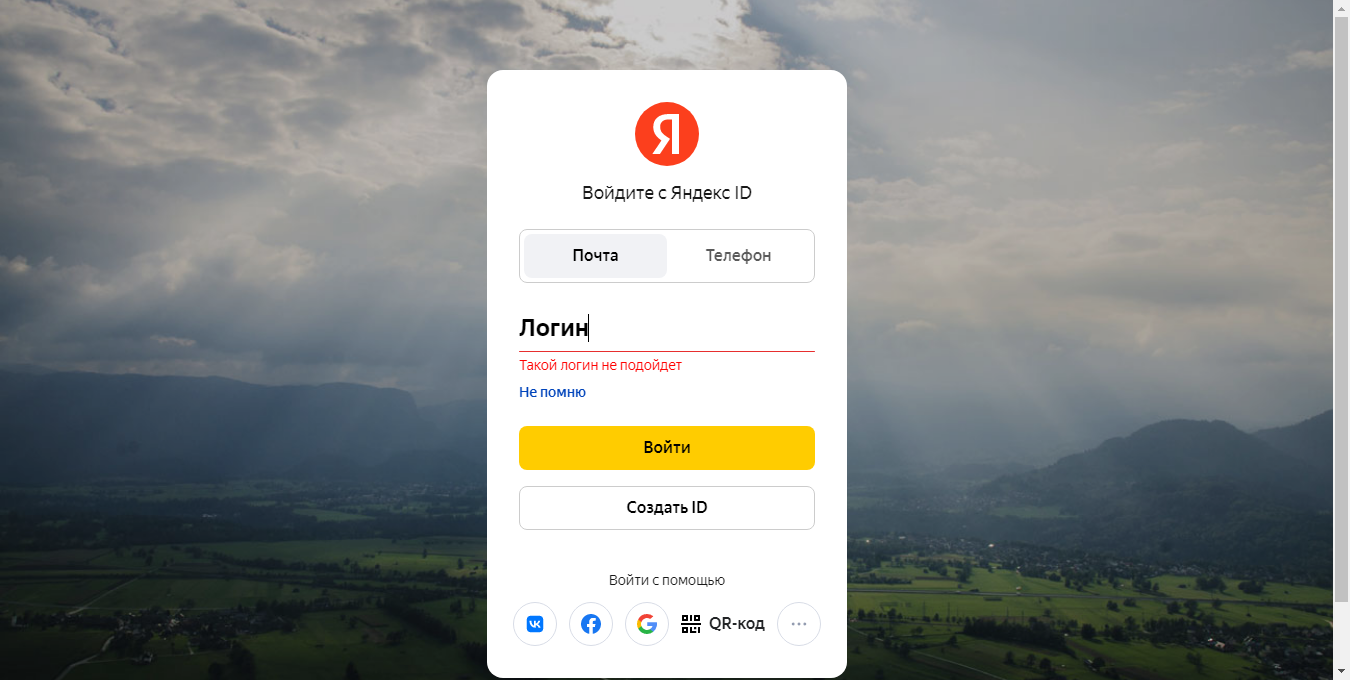 Я
Войдите с Яндекс ID
Почта Телефон
Логин
Такой логин не подойдет
Не помню
Войти
Создать ID
Войти с помощью
QR-код